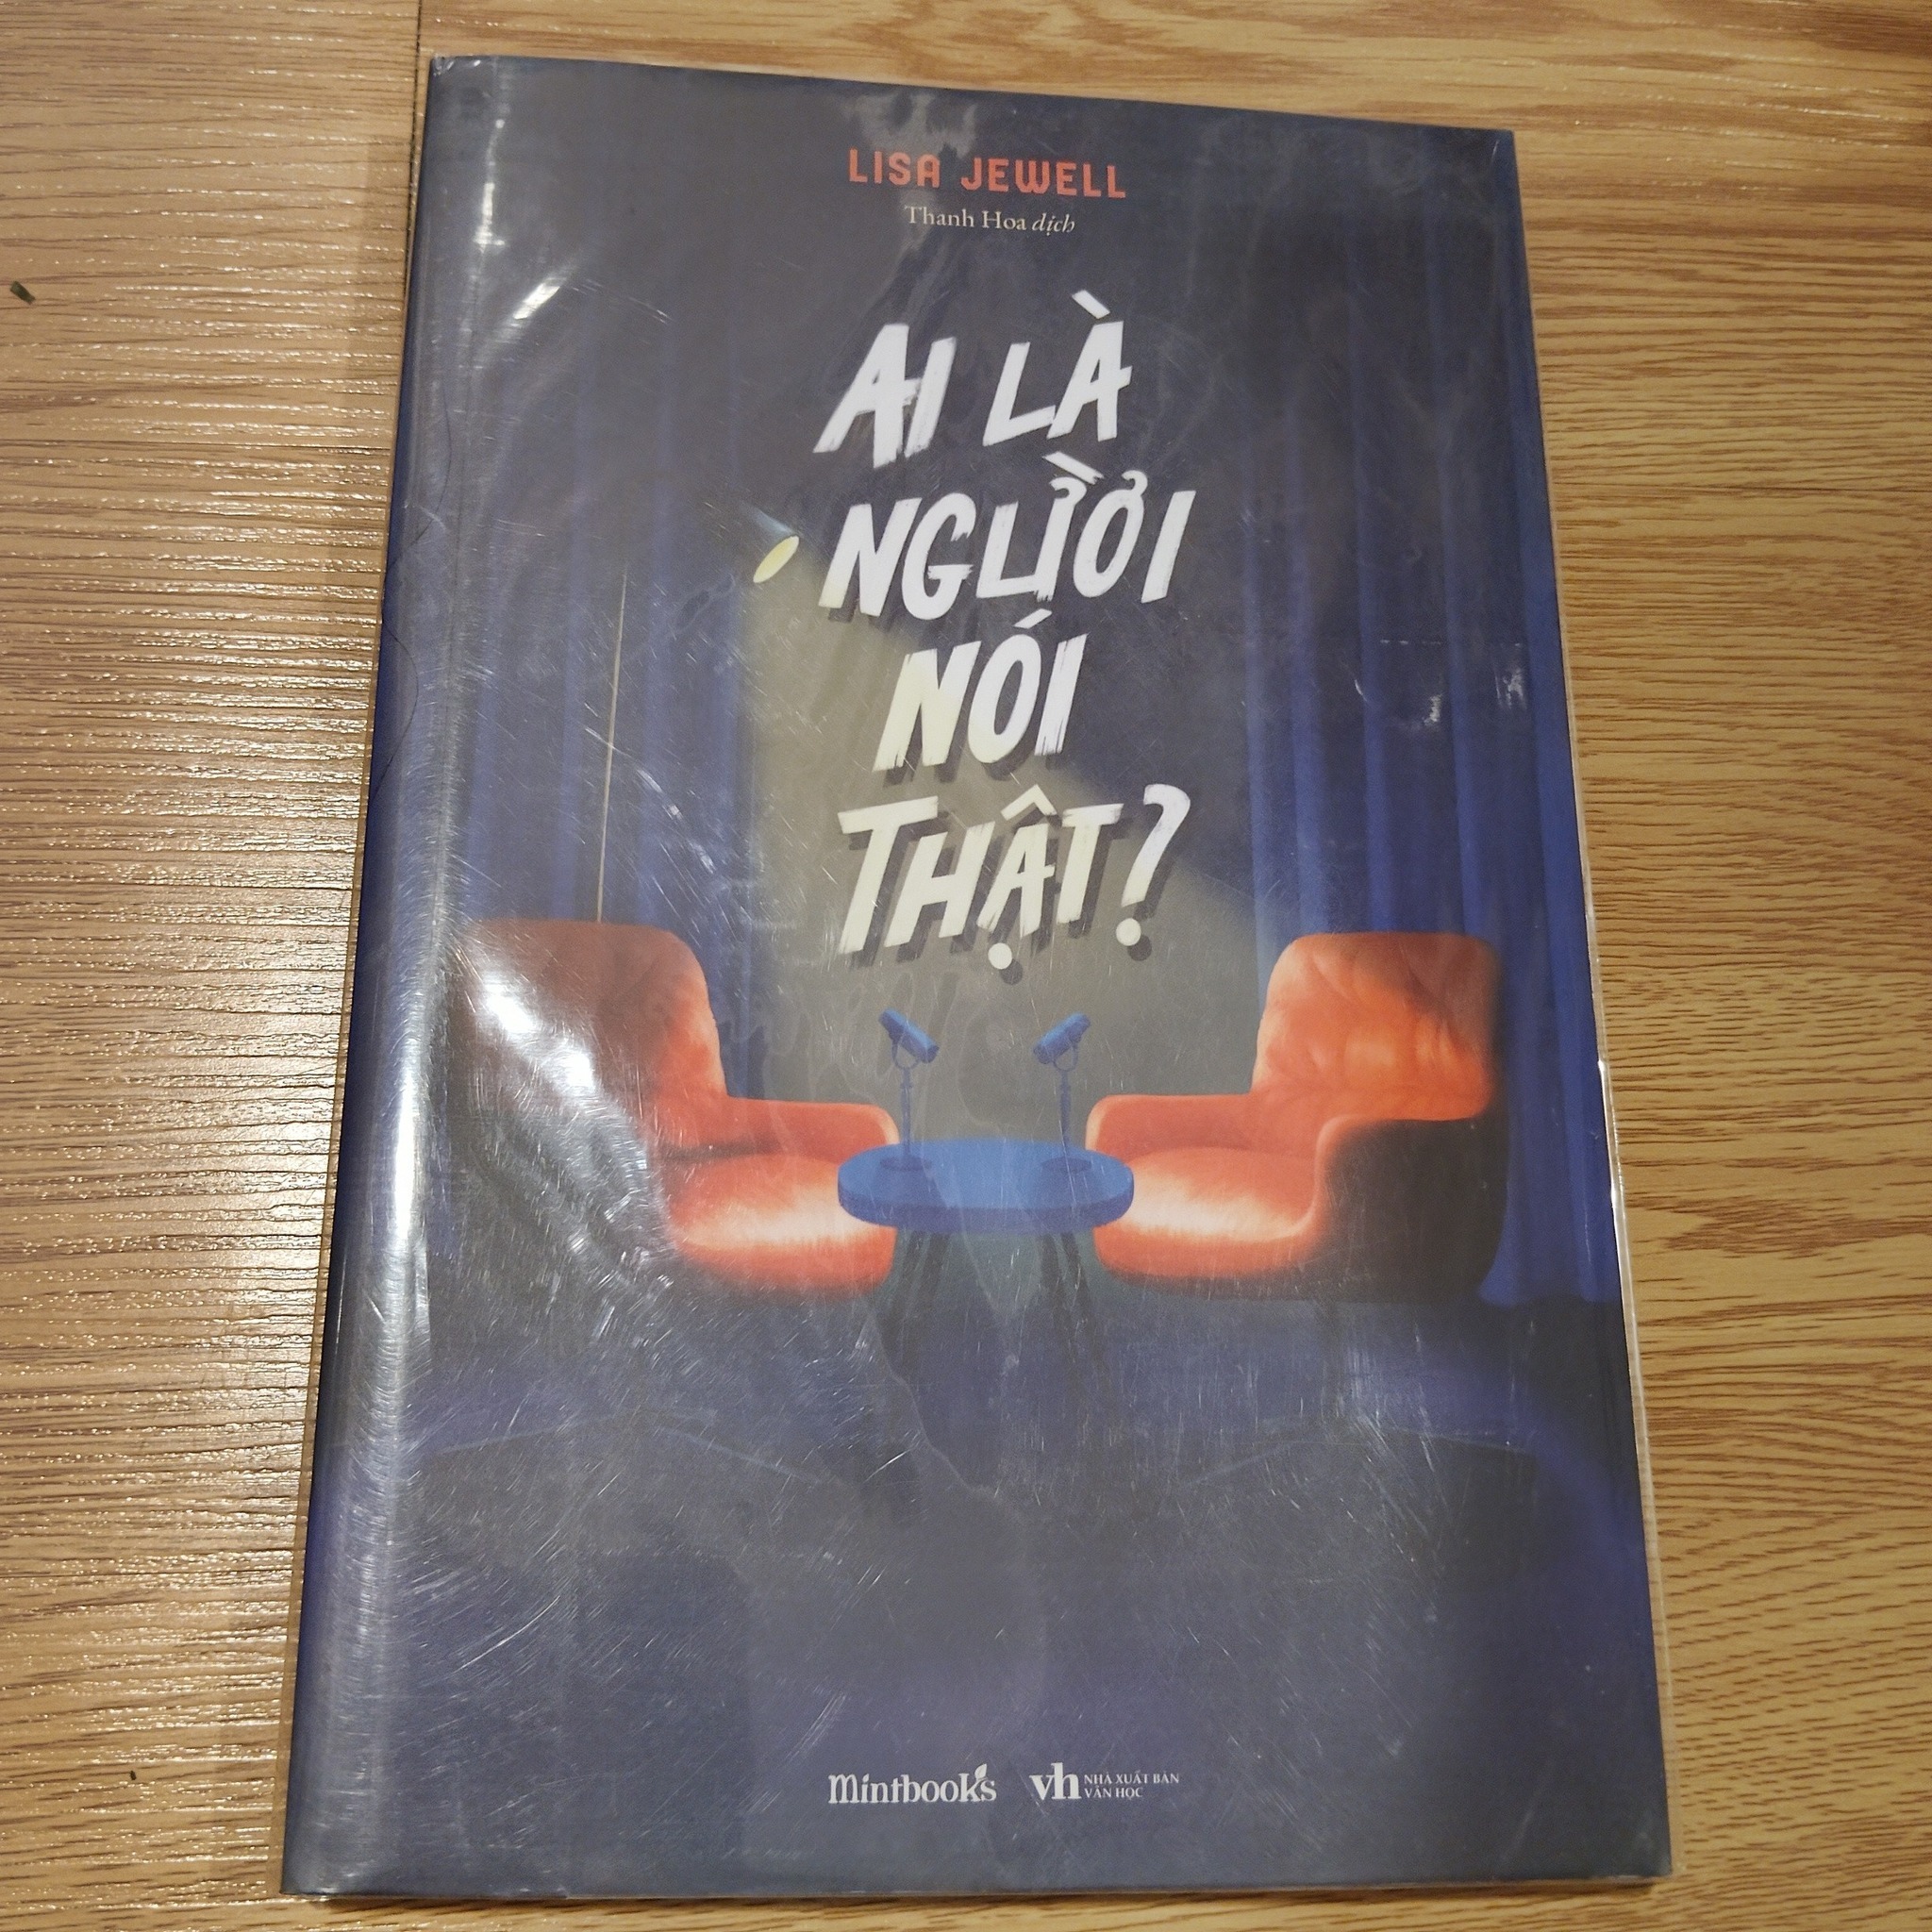 LISA JEWELL
Thanh Hoa dịch
AI LÀ
NGƯỜI
NÓI
THẬT?
mintbooks
vh NHÀ XUẤT BẢN
VĂN HỌC